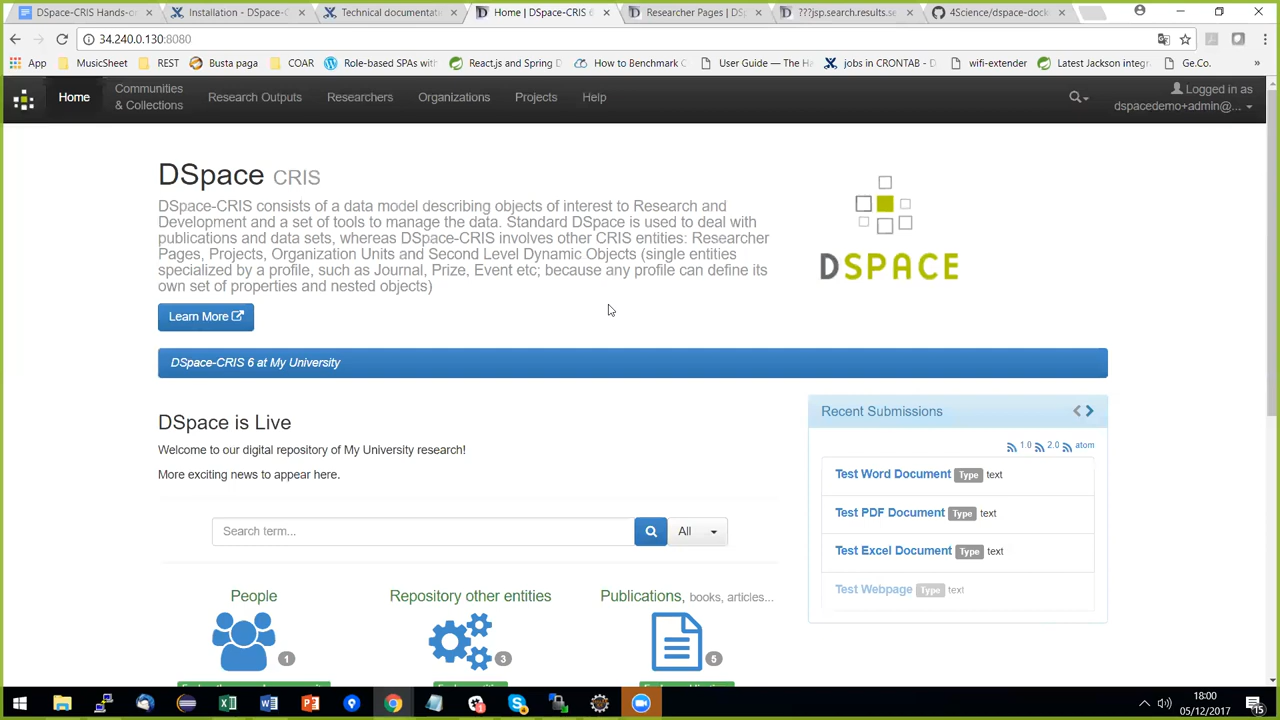 DSpace-CRIS Hands-on
Installation - DSpace-C
Technical documentati
Home | DSpace-CRIS 6
Researcher Pages | DS
???jsp.search.results.se
4Science/dspace-dock
34.240.0.130:8080
App
MusicSheet
REST
Busta paga
COAR
Role-based SPAs with
React.js and Spring D
How to Benchmark C
User Guide — The Ha
jobs in CRONTAB - D
wifi-extender
Latest Jackson integr
Ge.Co.
»
Home
Communities
& Collections
Research Outputs
Researchers
Organizations
Projects
Help
Logged in as
dspacedemo+admin@...
DSpace CRIS
DSpace-CRIS consists of a data model describing objects of interest to Research and
Development and a set of tools to manage the data. Standard DSpace is used to deal with
publications and data sets, whereas DSpace-CRIS involves other CRIS entities: Researcher
Pages, Projects, Organization Units and Second Level Dynamic Objects (single entities
specialized by a profile, such as Journal, Prize, Event etc; because any profile can define its
own set of properties and nested objects)
DSPACE
Learn More
DSpace-CRIS 6 at My University
DSpace is Live
Welcome to our digital repository of My University research!
More exciting news to appear here.
Search term...
All
Recent Submissions
1.0 2.0 atom
Test Word Document Type text
Test PDF Document Type text
Test Excel Document Type text
Test Webpage Type text
People
1
Repository other entities
3
Publications, books, articles...
5
18:00
05/12/2017
15